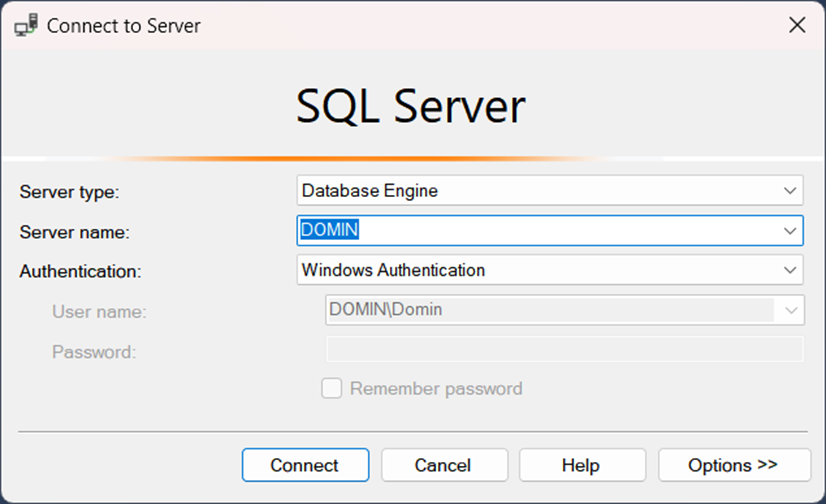 Connect to Server
SQL Server
Server type: Database Engine
Server name: DOMIN
Authentication: Windows Authentication
User name: DOMIN\Domin
Password:
Remember password
Connect Cancel Help Options >>